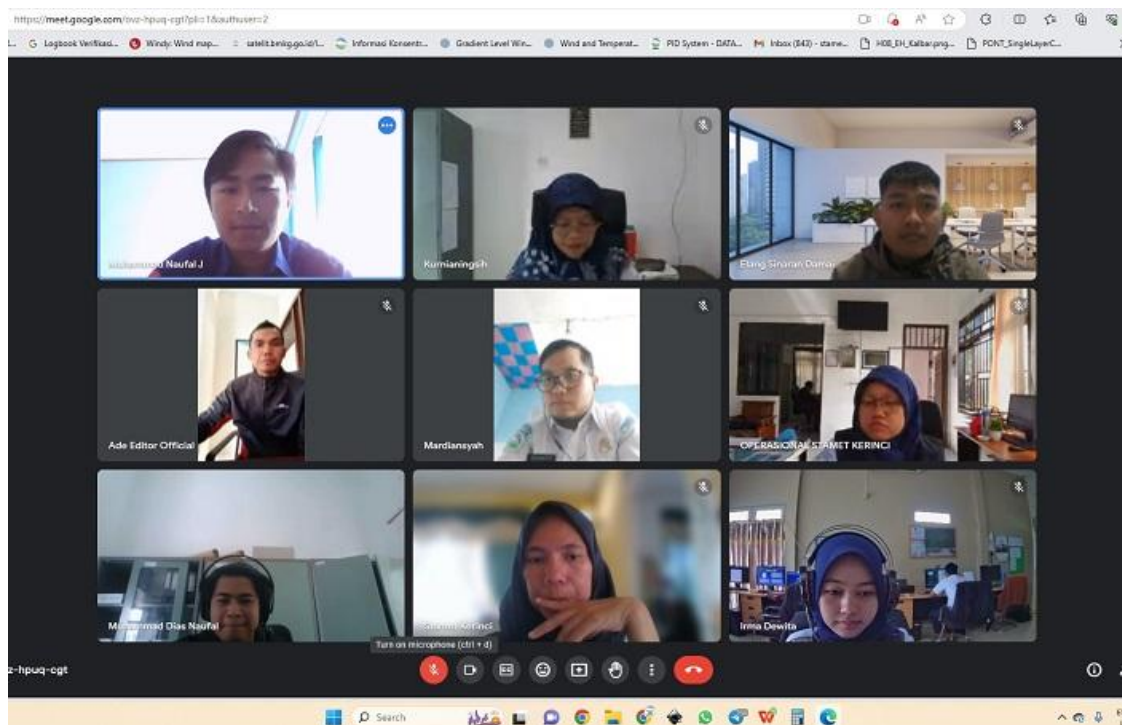 https://meet.google.com/ovz-hpuq-cgt?pli=1&authuser=2
Logbook Verifikasi...
Windy: Wind map...
satelit.bmkg.go.id/l...
Informasi Konsentr...
Gradient Level Win...
Wind and Temperat...
PID System - DATA...
Inbox (843) - stame...
H08_EH_Kalbar.png...
PONT_SingleLayerC...
Muhammad Naufal J
Kurnianingsih
Elang Sinaran Damai
Ade Editor Official
Mardiansyah
OPERASIONAL STAMET KERINCI
Muhammad Dias Naufal
Kerinci
Irma Dewita
Turn on microphone (ctrl + d)
z-hpuq-cgt
Search